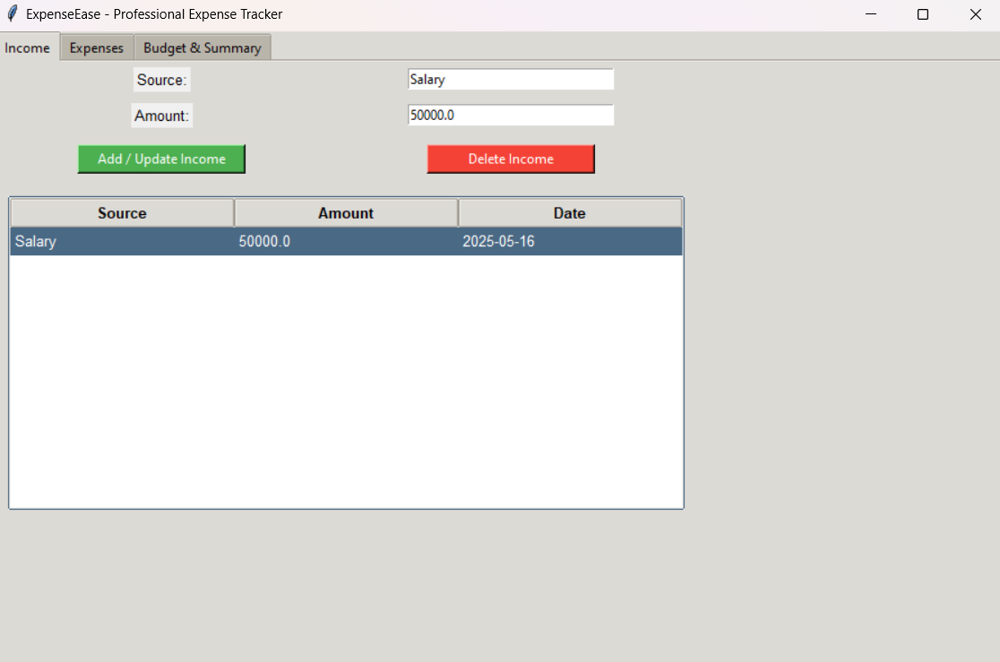 ExpenseEase - Professional Expense Tracker
Income Expenses Budget & Summary
Source: Salary
Amount: 50000.0
Add / Update Income Delete Income
Source Amount Date
Salary 50000.0 2025-05-16